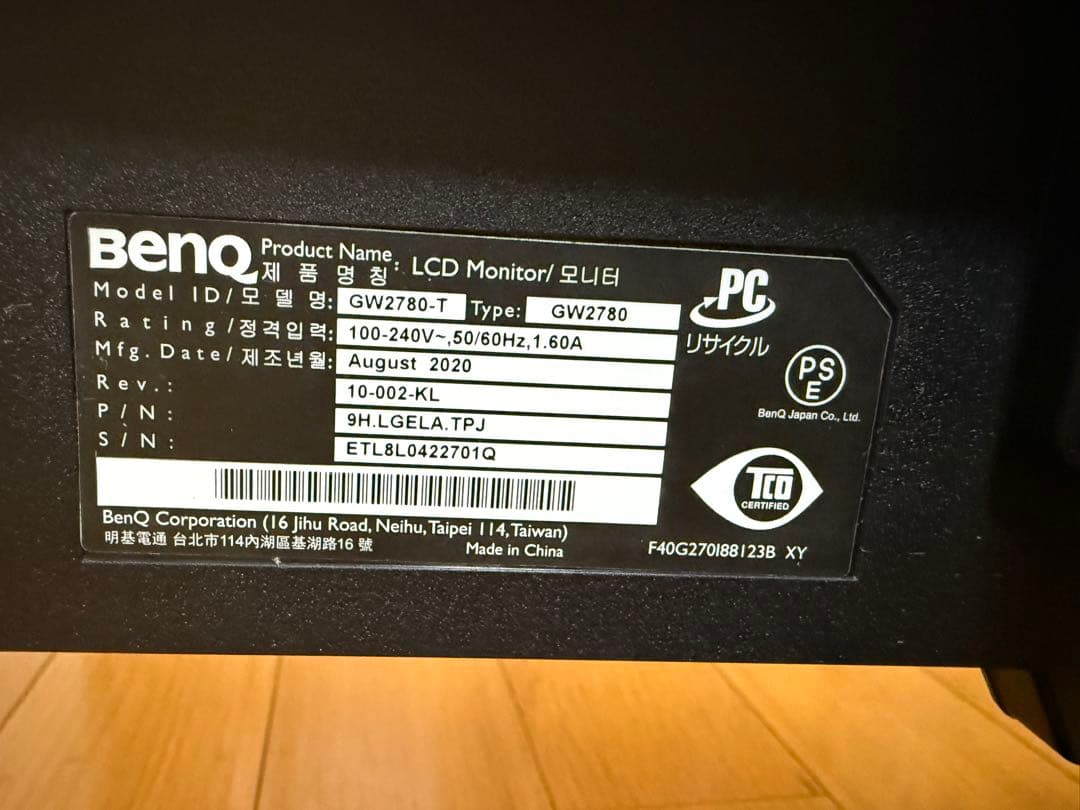 BenQ Product Name: LCD Monitor/모니터
제 품 명 칭
Model ID/모 델 명: GW2780-T Type: GW2780
Rating/정격입력: 100-240V~,50/60Hz,1.60A
Mfg. Date/제조년월: August 2020
Rev.: 10-002-KL
P/N: 9H.LGELA.TPJ
S/N: ETL8L0422701Q
PC
リサイクル
PS
E
BenQ Japan Co., Ltd.
TCO
CERTIFIED
BenQ Corporation (16 Jihu Road, Neihu, Taipei 114, Taiwan)
明基電通 台北市114內湖區基湖路16 號
Made in China
F40G270I88123B XY